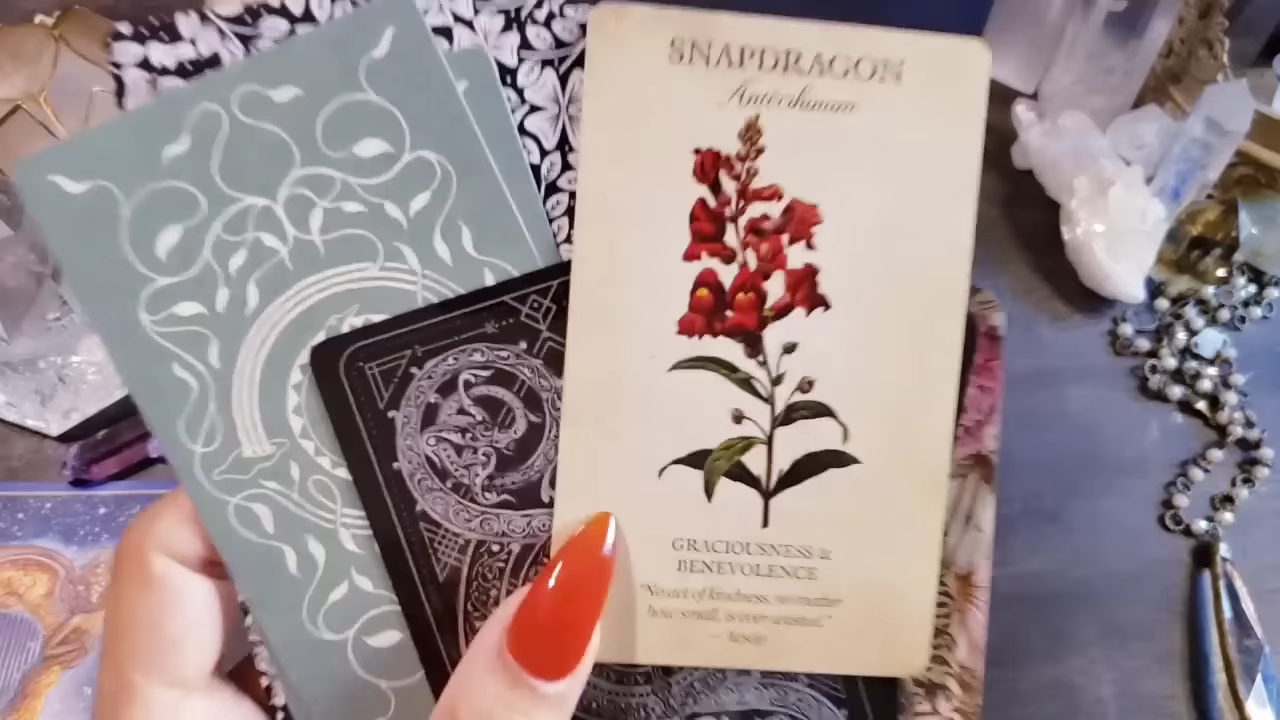 SNAPDRAGON
Antirrhinum
GRACIOUSNESS &
BENEVOLENCE
"No act of kindness, no matter
how small, is ever wasted."
– Aesop